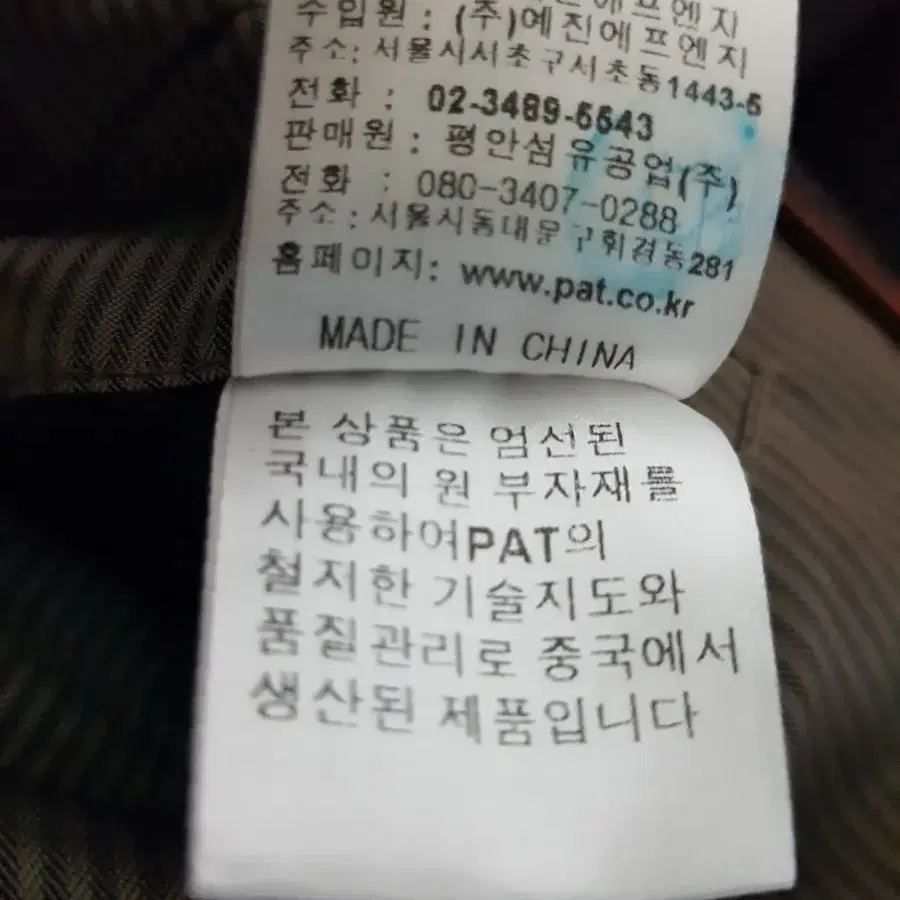 에프엔지
수입원 : (주)예진에프엔지
주소: 서울시서초구서초동1443-5
전화 : 02-3489-6643
판매원 : 평안섬유공업(주)
전화 : 080-3407-0288
주소 : 서울시동대문구휘경동281
홈페이지: www.pat.co.kr
MADE IN CHINA
본 상품은 엄선된
국내의 원 부자재를
사용하여PAT의
철저한 기술지도와
품질관리로 중국에서
생산된 제품입니다